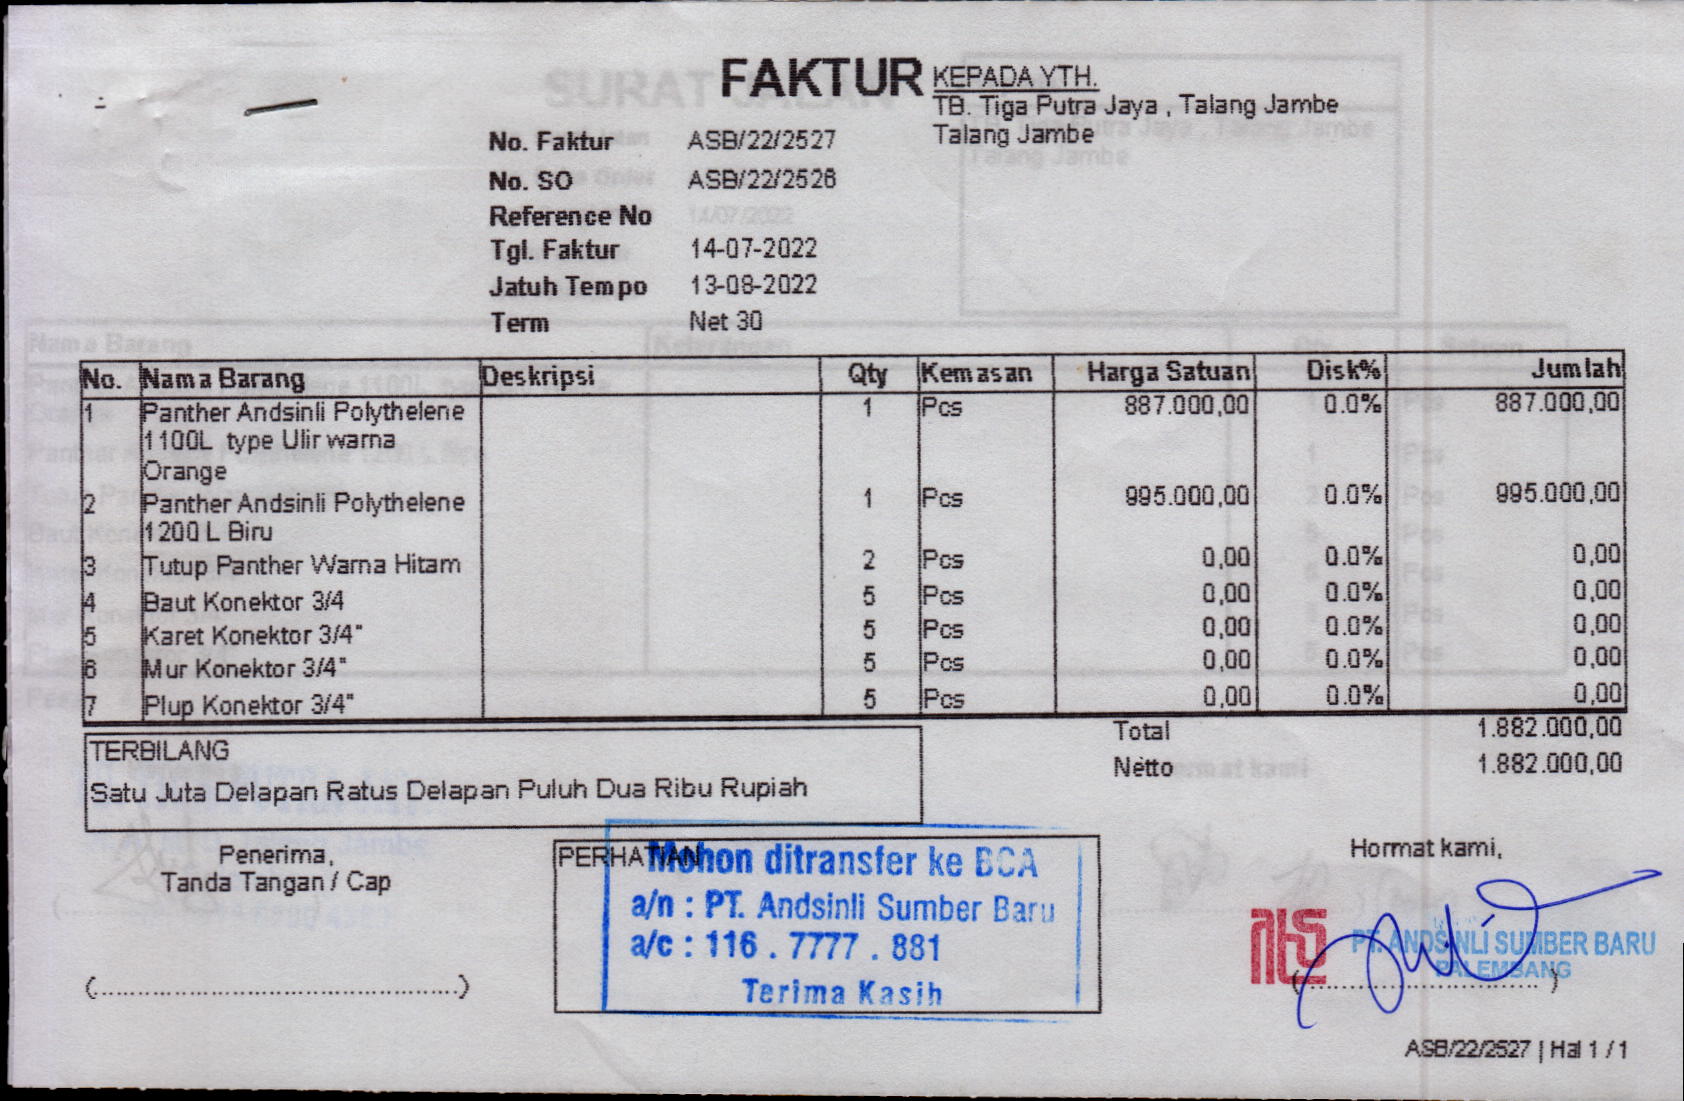 FAKTUR
KEPADA YTH.
TB. Tiga Putra Jaya , Talang Jambe
Talang Jambe
No. Faktur ASB/22/2527
No. SO ASB/22/2526
Reference No
Tgl. Faktur 14-07-2022
Jatuh Tempo 13-08-2022
Term Net 30
No. Nama Barang Deskripsi Qty Kemasan Harga Satuan Disk% Jumlah
1 Panther Andsinli Polythelene 1 Pcs 887.000,00 0.0% 887.000,00
1100L type Ulir warna
Orange
2 Panther Andsinli Polythelene 1 Pcs 995.000,00 0.0% 995.000,00
1200 L Biru
3 Tutup Panther Warna Hitam 2 Pcs 0,00 0.0% 0,00
4 Baut Konektor 3/4 5 Pcs 0,00 0.0% 0,00
5 Karet Konektor 3/4" 5 Pcs 0,00 0.0% 0,00
6 Mur Konektor 3/4" 5 Pcs 0,00 0.0% 0,00
7 Plup Konektor 3/4" 5 Pcs 0,00 0.0% 0,00
Total 1.882.000,00
Netto 1.882.000,00
TERBILANG
Satu Juta Delapan Ratus Delapan Puluh Dua Ribu Rupiah
Penerima,
Tanda Tangan / Cap
(...)
PERHATIAN
Mohon ditransfer ke BCA
a/n : PT. Andsinli Sumber Baru
a/c : 116 . 7777 . 881
Terima Kasih
Hormat kami,
PT. ANDSINLI SUMBER BARU
PALEMBANG
(...)
ASB/22/2527 | Hal 1 / 1